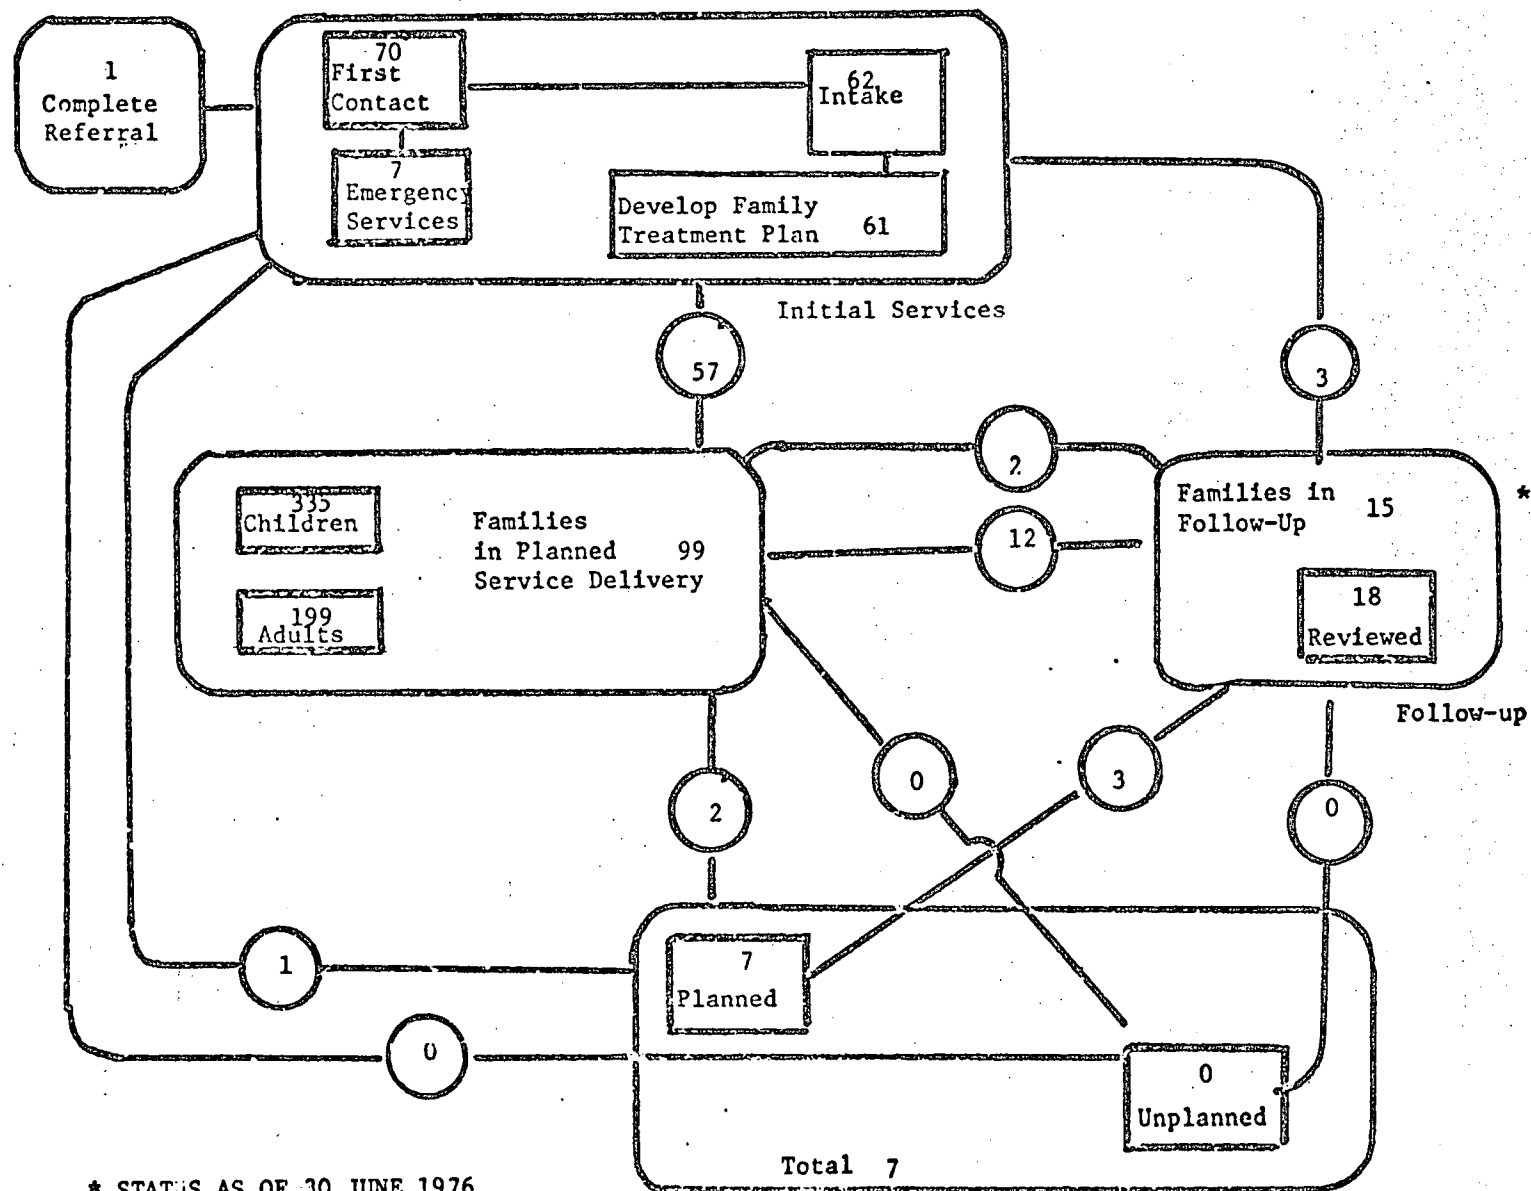 1
Complete
Referral
70
First
Contact
62
Intake
7
Emergency
Services
Develop Family
Treatment Plan 61
Initial Services
57
3
2
12
335
Children
199
Adults
Families
in Planned 99
Service Delivery
Families in 15
Follow-Up
*
18
Reviewed
Follow-up
2
0
3
0
1
0
7
Planned
0
Unplanned
Total 7
* STATUS AS OF 30 JUNE 1976